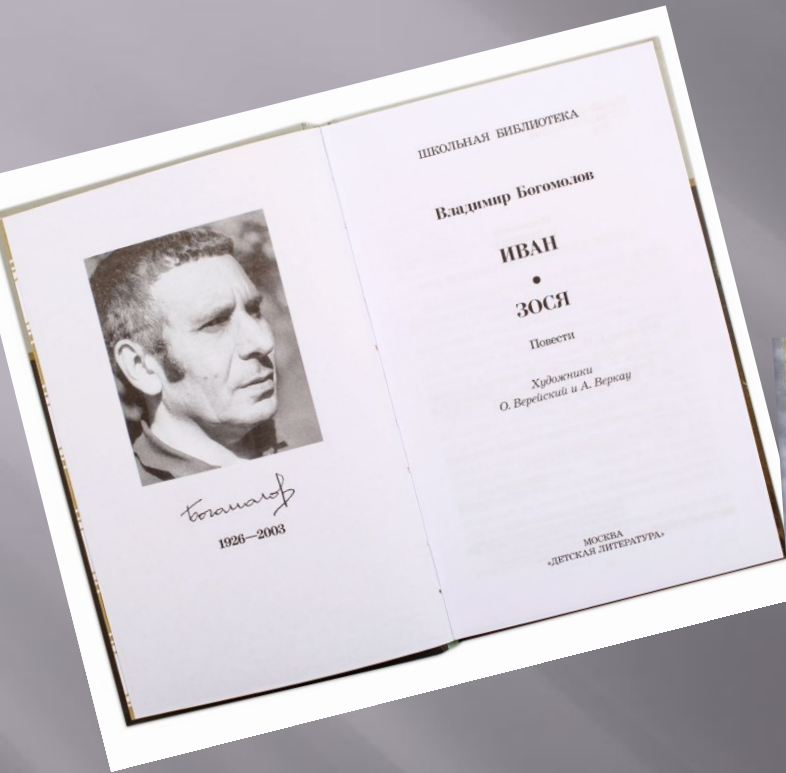 Богомолов
1926—2003
ШКОЛЬНАЯ БИБЛИОТЕКА
Владимир Богомолов
ИВАН
•
ЗОСЯ
Повести
Художники
О. Верейский и А. Веркау
МОСКВА
«ДЕТСКАЯ ЛИТЕРАТУРА»